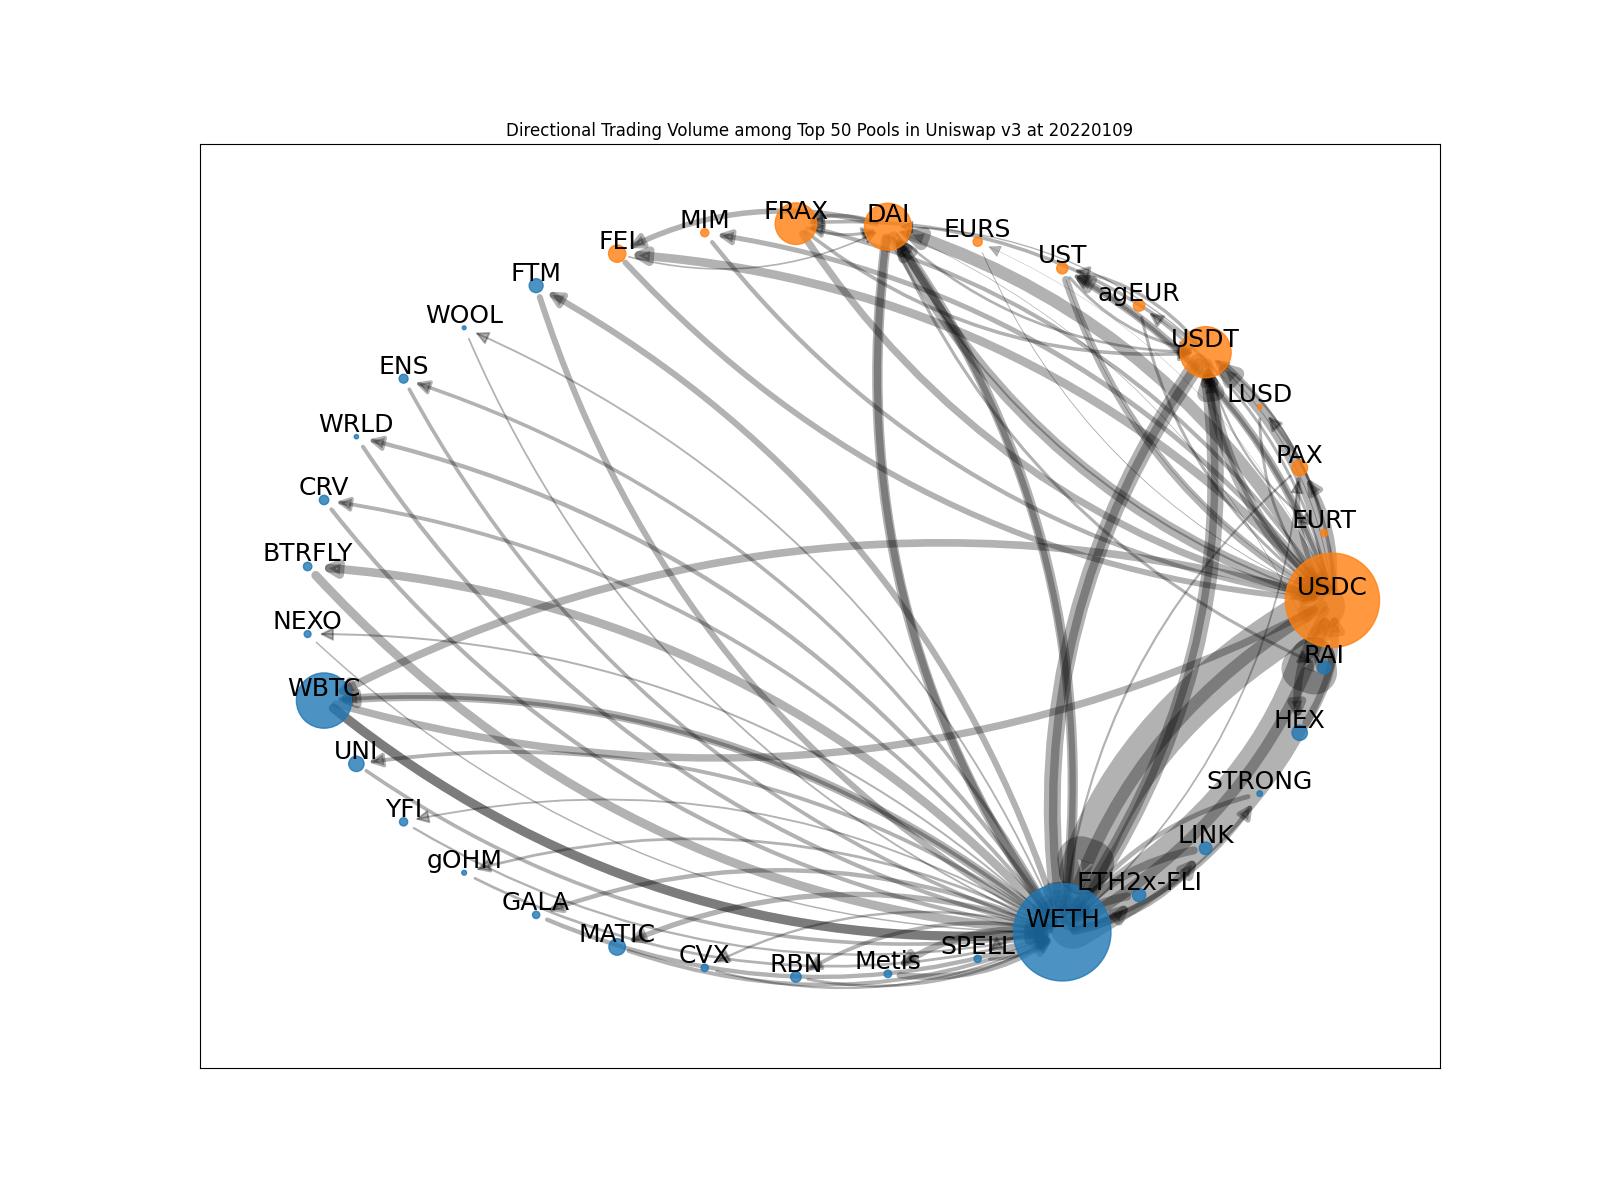 Directional Trading Volume among Top 50 Pools in Uniswap v3 at 20220109
FRAX
DAI
MIM
EURS
FEI
UST
FTM
agEUR
WOOL
USDT
ENS
LUSD
WRLD
PAX
CRV
EURT
BTRFLY
USDC
NEXO
RAI
WBTC
HEX
UNI
STRONG
YFI
LINK
gOHM
ETH2x-FLI
GALA
WETH
MATIC
SPELL
CVX
Metis
RBN